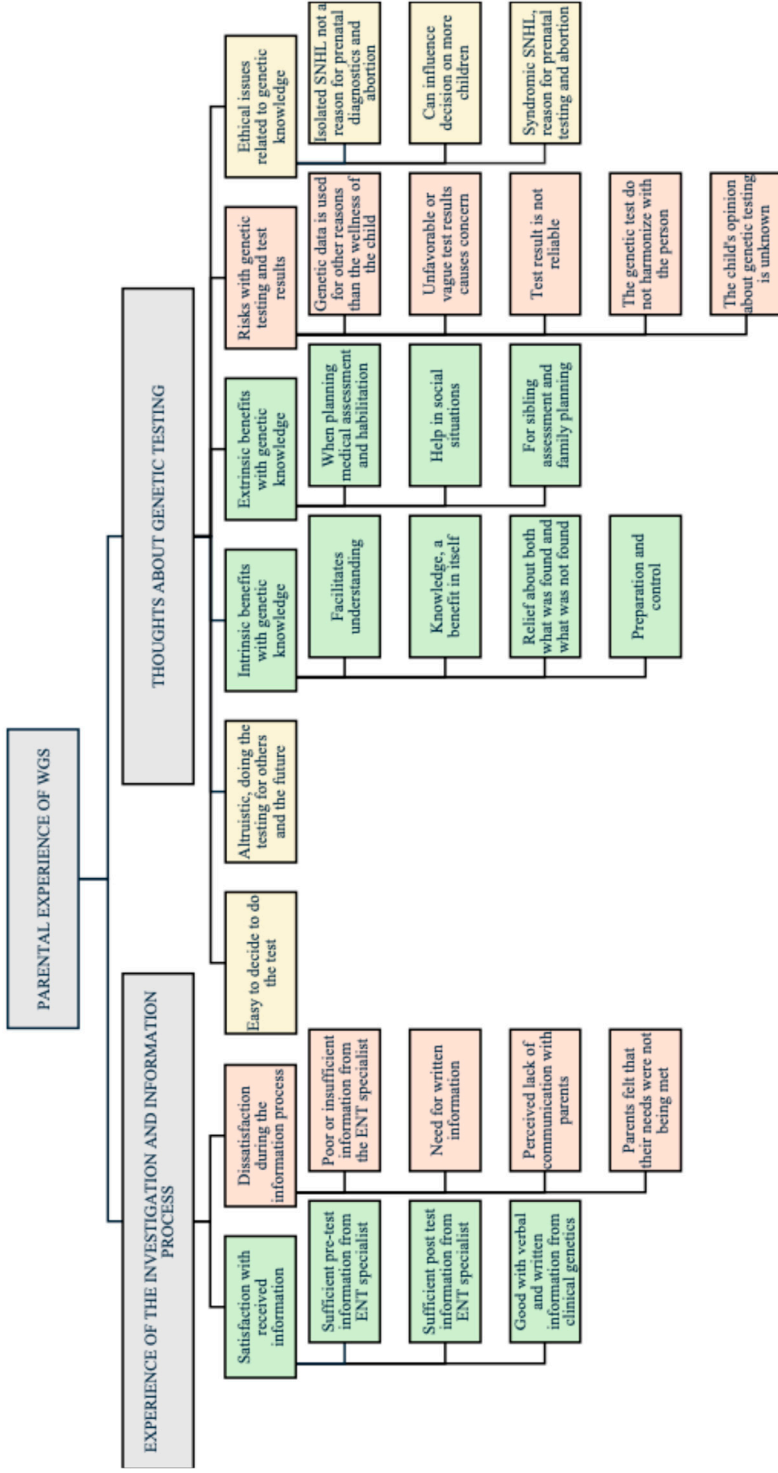 PARENTAL EXPERIENCE OF WGS
EXPERIENCE OF THE INVESTIGATION AND INFORMATION
PROCESS
THOUGHTS ABOUT GENETIC TESTING
Satisfaction with
received
information
Sufficient pre-test
information from
ENT specialist
Sufficient post test
information from
ENT specialist
Good with verbal
and written
information from
clinical genetics
Dissatisfaction
during the
information process
Poor or insufficient
information from
the ENT specialist
Need for written
information
Perceived lack of
communication with
parents
Parents felt that
their needs were not
being met
Easy to decide to do
the test
Altruistic, doing the
testing for others
and the future
Intrinsic benefits
with genetic
knowledge
Facilitates
understanding
Knowledge, a
benefit in itself
Relief about both
what was found and
what was not found
Preparation and
control
Extrinsic benefits
with genetic
knowledge
When planning
medical assessment
and habilitation
Help in social
situations
For sibling
assessment and
family planning
Risks with genetic
testing and test
results
Genetic data is used
for other reasons
than the wellness of
the child
Unfavorable or
vague test results
causes concern
Test result is not
reliable
The genetic test do
not harmonize with
the person
The child's opinion
about genetic testing
is unknown
Ethical issues
related to genetic
knowledge
Isolated SNHL not a
reason for prenatal
diagnostics and
abortion
Can influence
decision on more
children
Syndromic SNHL,
reason for prenatal
testing and abortion